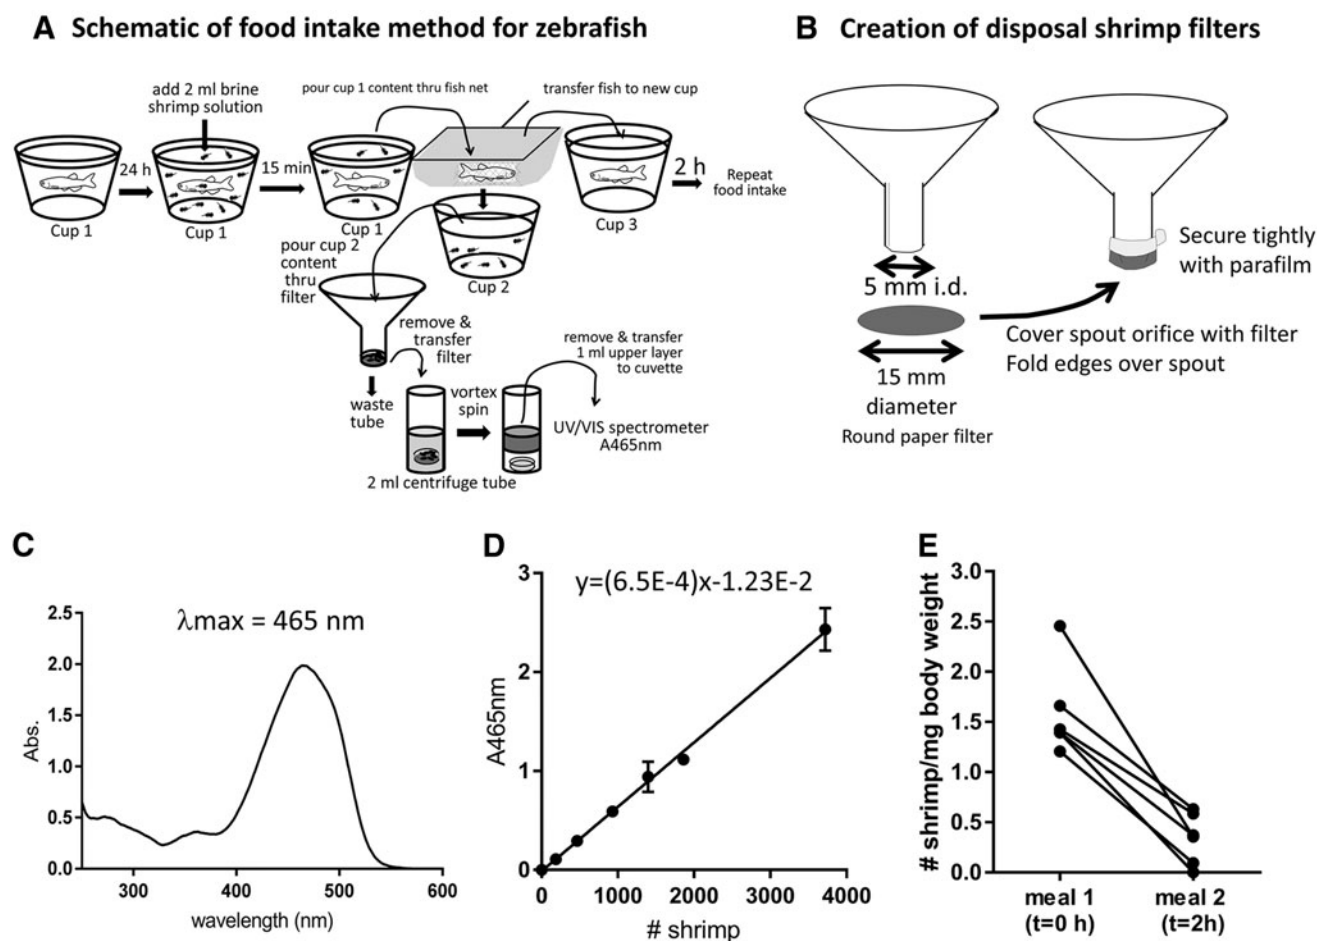 A Schematic of food intake method for zebrafish
add 2 ml brine
shrimp solution
pour cup 1 content thru fish net
transfer fish to new cup
24 h
15 min
2 h
Repeat
food intake
Cup 1
Cup 1
Cup 1
Cup 3
pour cup 2
content
thru
filter
Cup 2
remove &
transfer
filter
remove & transfer
1 ml upper layer
to cuvette
waste
tube
vortex
spin
UV/VIS spectrometer
A465nm
2 ml centrifuge tube
B Creation of disposal shrimp filters
5 mm i.d.
Secure tightly
with parafilm
Cover spout orifice with filter
Fold edges over spout
15 mm
diameter
Round paper filter
C
λmax = 465 nm
Abs.
2.5
2.0
1.5
1.0
0.5
0.0
300
400
500
600
wavelength (nm)
D
y=(6.5E-4)x-1.23E-2
A465nm
3
2
1
0
0
1000
2000
3000
4000
# shrimp
E
# shrimp/mg body weight
3.0
2.5
2.0
1.5
1.0
0.5
0.0
meal 1
(t=0 h)
meal 2
(t=2h)